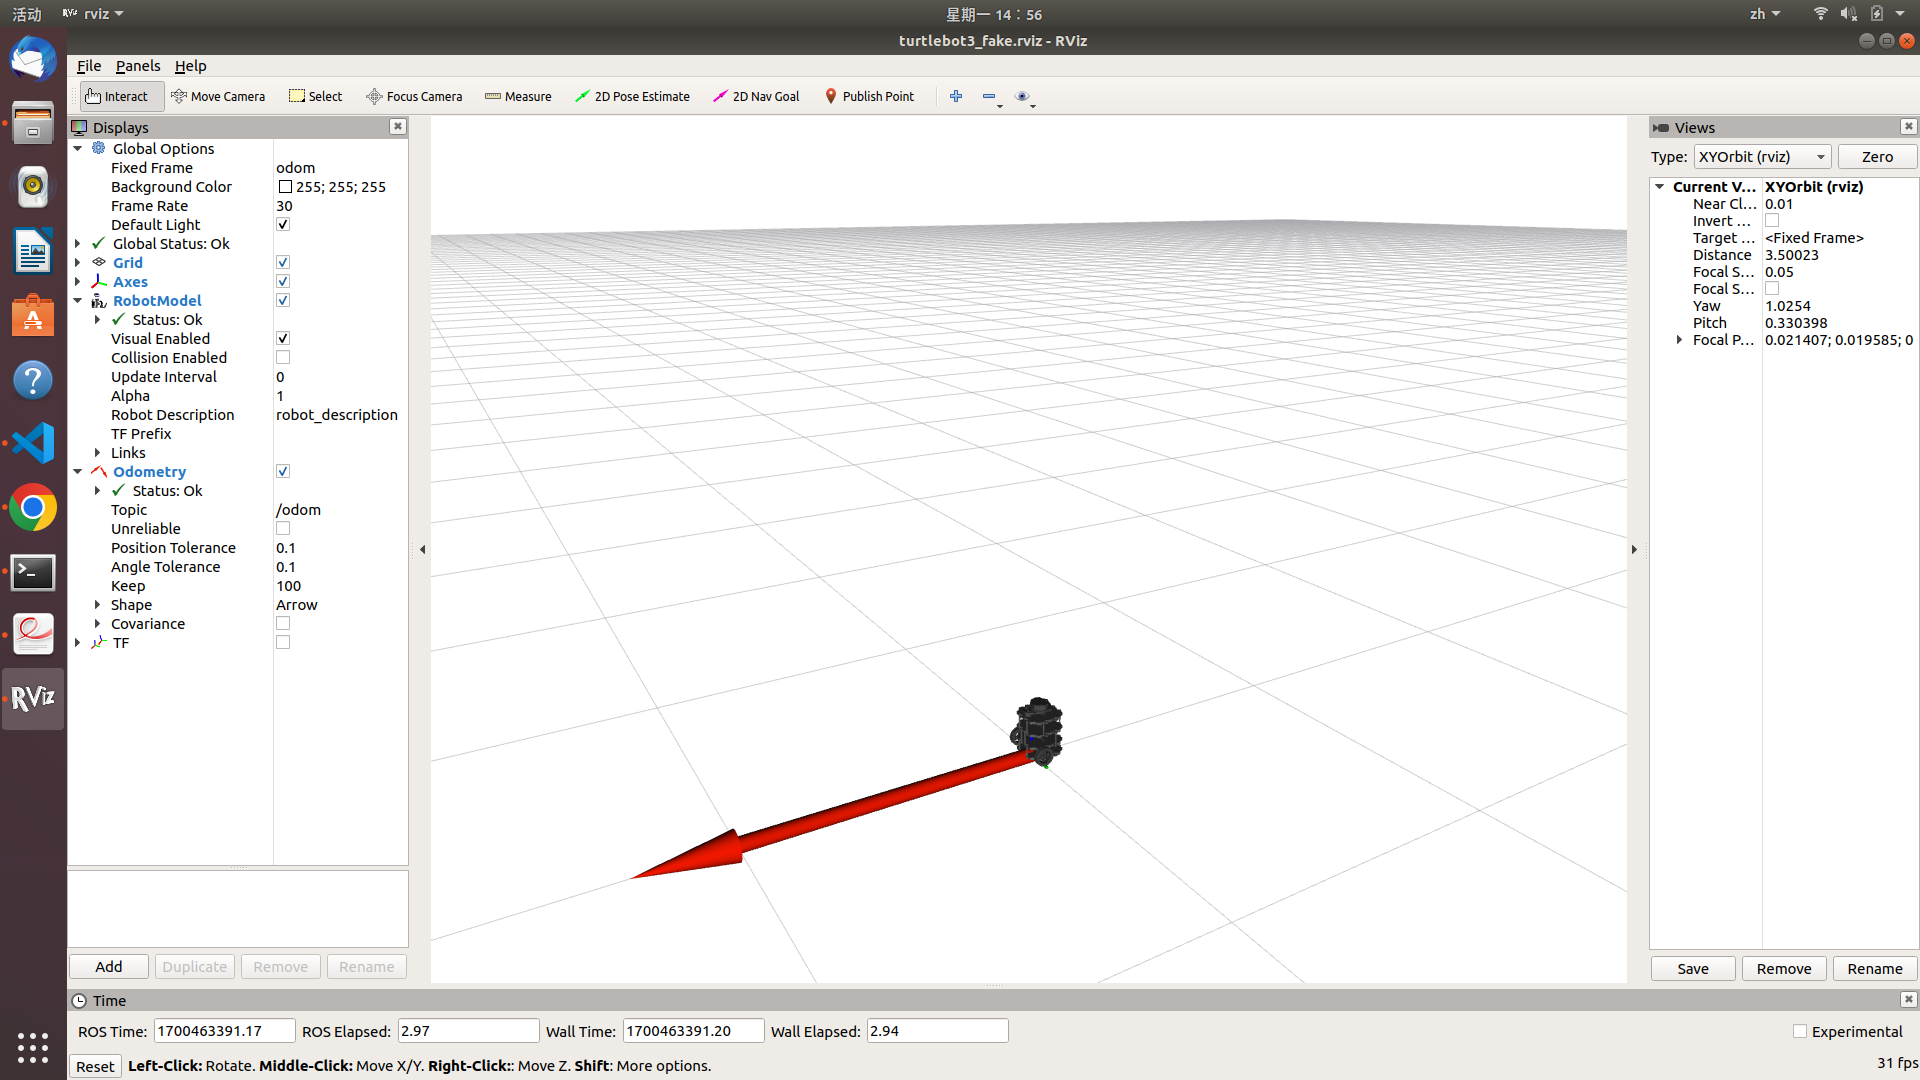 活动 RViz rviz 星期一 14：56 zh
turtlebot3_fake.rviz - RViz
File Panels Help
Interact Move Camera Select Focus Camera Measure 2D Pose Estimate 2D Nav Goal Publish Point
Displays
Global Options
Fixed Frame odom
Background Color 255; 255; 255
Frame Rate 30
Default Light
Global Status: Ok
Grid
Axes
RobotModel
Status: Ok
Visual Enabled
Collision Enabled
Update Interval 0
Alpha 1
Robot Description robot_description
TF Prefix
Links
Odometry
Status: Ok
Topic /odom
Unreliable
Position Tolerance 0.1
Angle Tolerance 0.1
Keep 100
Shape Arrow
Covariance
TF
Add Duplicate Remove Rename
RViz
Views
Type: XYOrbit (rviz) Zero
Current V... XYOrbit (rviz)
Near Cl... 0.01
Invert ...
Target ... <Fixed Frame>
Distance 3.50023
Focal S... 0.05
Focal S...
Yaw 1.0254
Pitch 0.330398
Focal P... 0.021407; 0.019585; 0
Save Remove Rename
Time
ROS Time: 1700463391.17 ROS Elapsed: 2.97 Wall Time: 1700463391.20 Wall Elapsed: 2.94 Experimental
Reset Left-Click: Rotate. Middle-Click: Move X/Y. Right-Click:: Move Z. Shift: More options. 31 fps